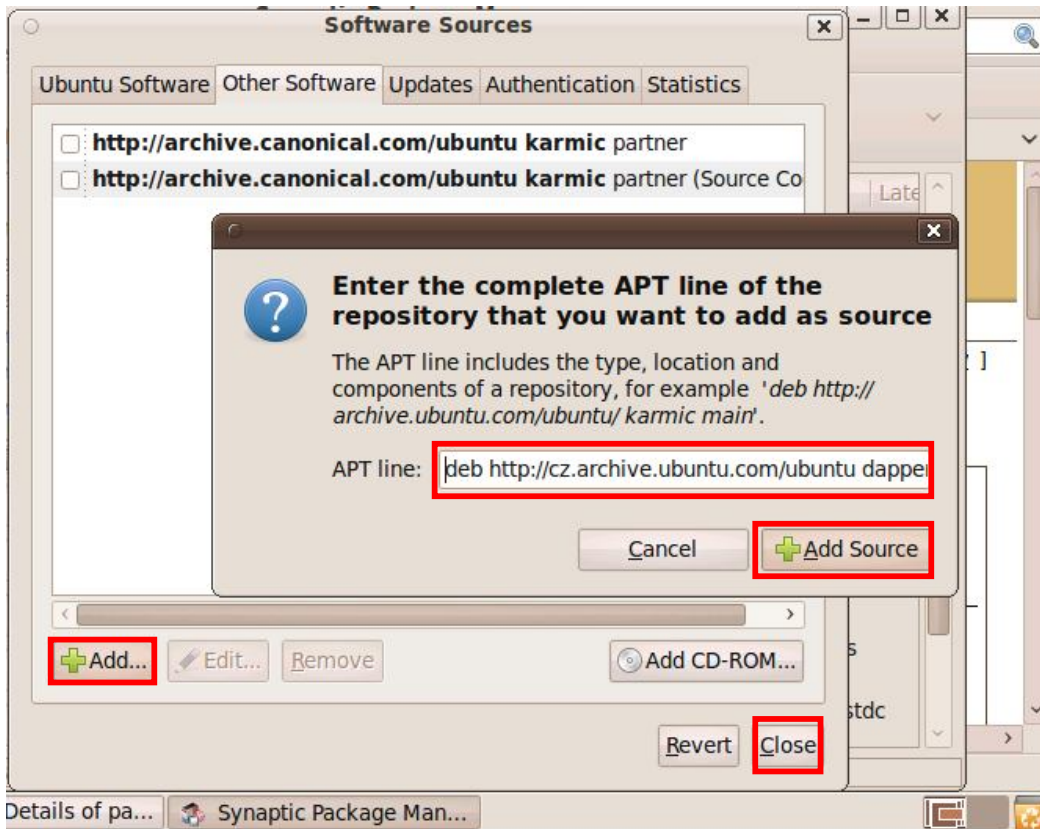 Software Sources
Ubuntu Software Other Software Updates Authentication Statistics
http://archive.canonical.com/ubuntu karmic partner
http://archive.canonical.com/ubuntu karmic partner (Source Co
Late
Enter the complete APT line of the
repository that you want to add as source
The APT line includes the type, location and
components of a repository, for example 'deb http://
archive.ubuntu.com/ubuntu/ karmic main'.
]
APT line: deb http://cz.archive.ubuntu.com/ubuntu dapper
Cancel Add Source
Add... Edit... Remove Add CD-ROM...
s
stdc
Revert Close
Details of pa... Synaptic Package Man...